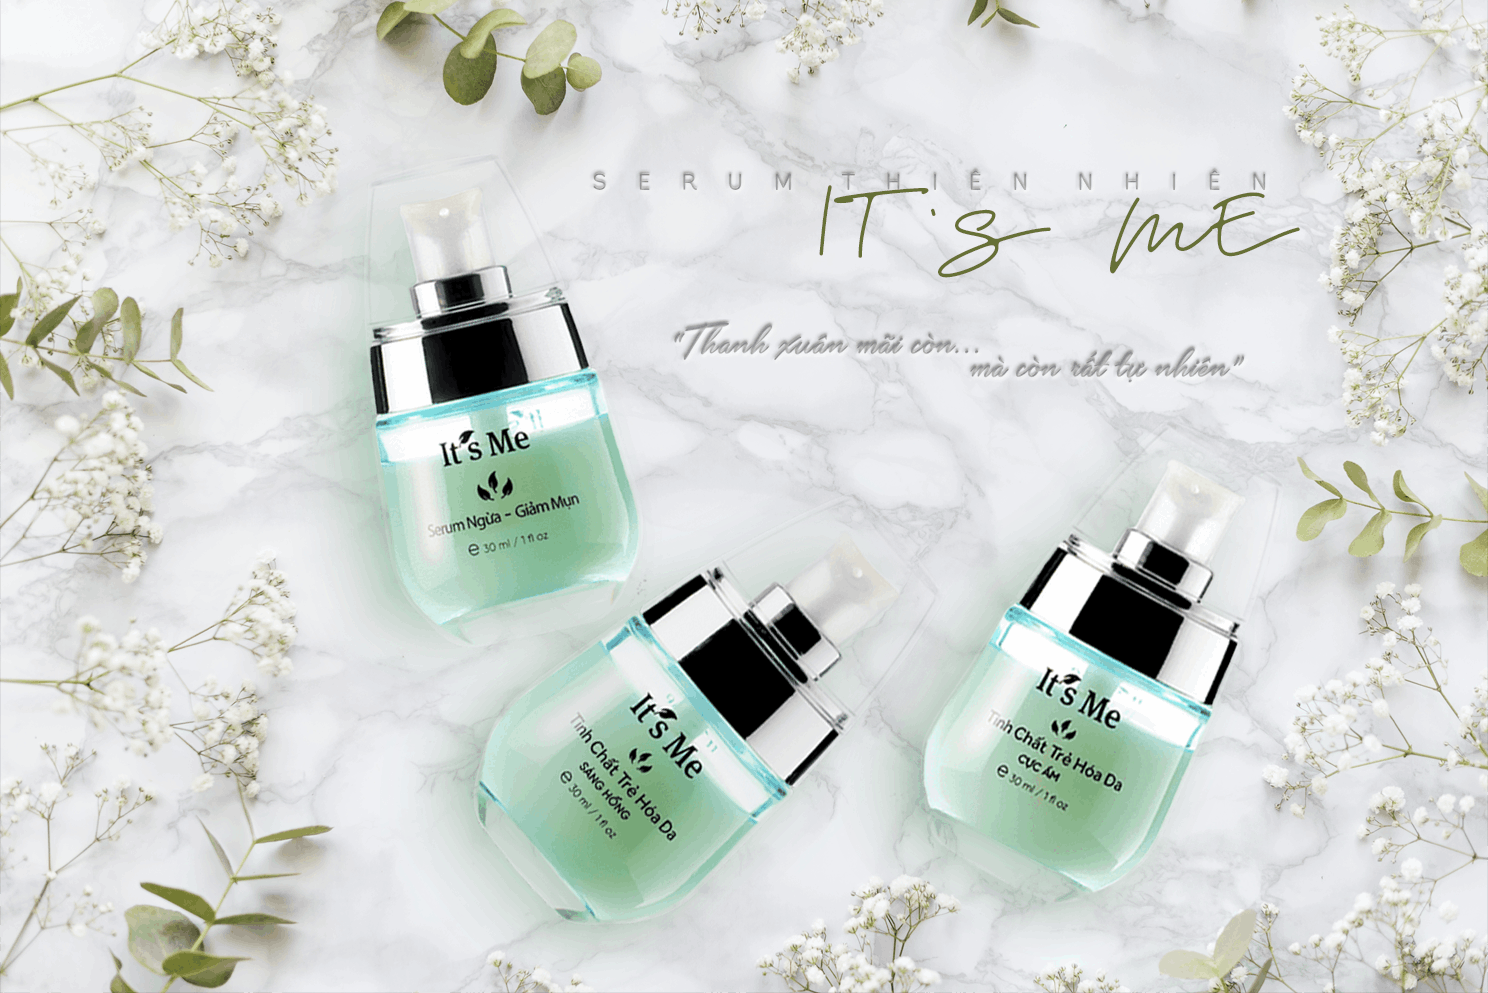 SERUM THIÊN NHIÊN
IT's ME
"Thanh xuân mãi còn...
mà còn rất tự nhiên"
It's Me
Serum Ngừa - Giảm Mụn
e 30 ml / 1 fl oz
It's Me
Tinh Chất Trẻ Hóa Da
SÁNG HỒNG
e 30 ml / 1 fl oz
It's Me
Tinh Chất Trẻ Hóa Da
CỰC ẨM
e 30 ml / 1 fl oz